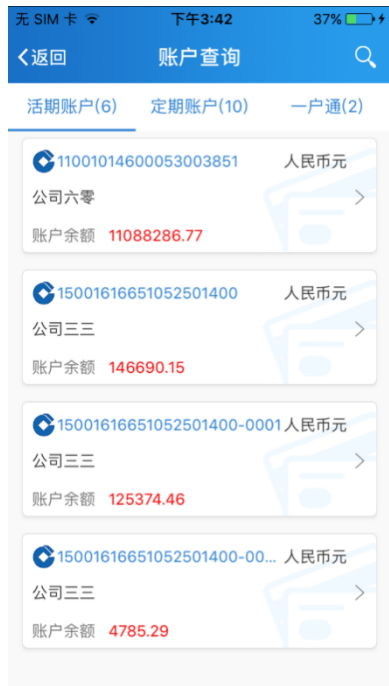 无 SIM 卡 下午3:42 37%
返回 账户查询
活期账户(6) 定期账户(10) 一户通(2)
11001014600053003851 人民币元
公司六零
账户余额 11088286.77
15001616651052501400 人民币元
公司三三
账户余额 146690.15
15001616651052501400-0001 人民币元
公司三三
账户余额 125374.46
15001616651052501400-00... 人民币元
公司三三
账户余额 4785.29